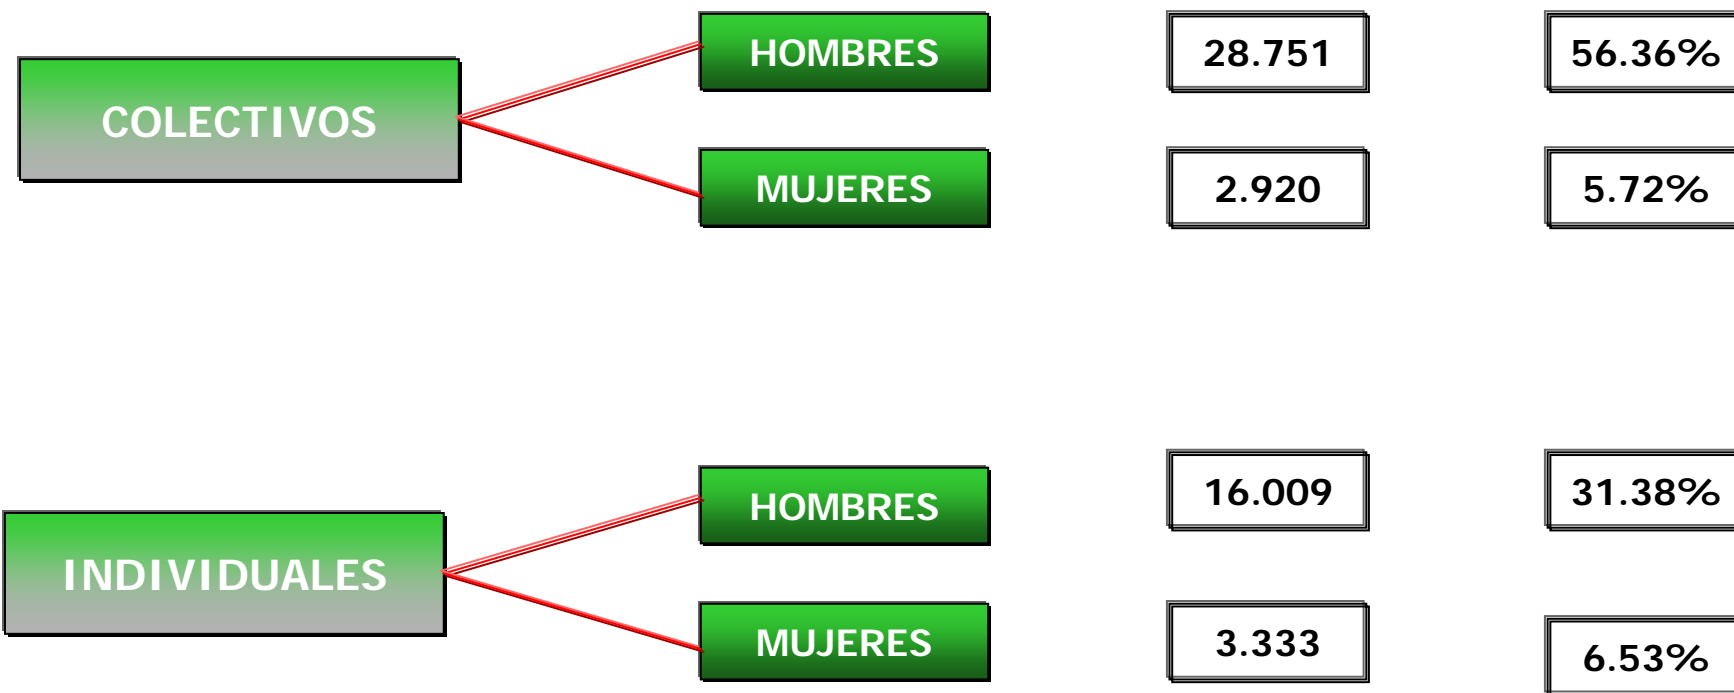 COLECTIVOS
HOMBRES
28.751
56.36%
MUJERES
2.920
5.72%
INDIVIDUALES
HOMBRES
16.009
31.38%
MUJERES
3.333
6.53%